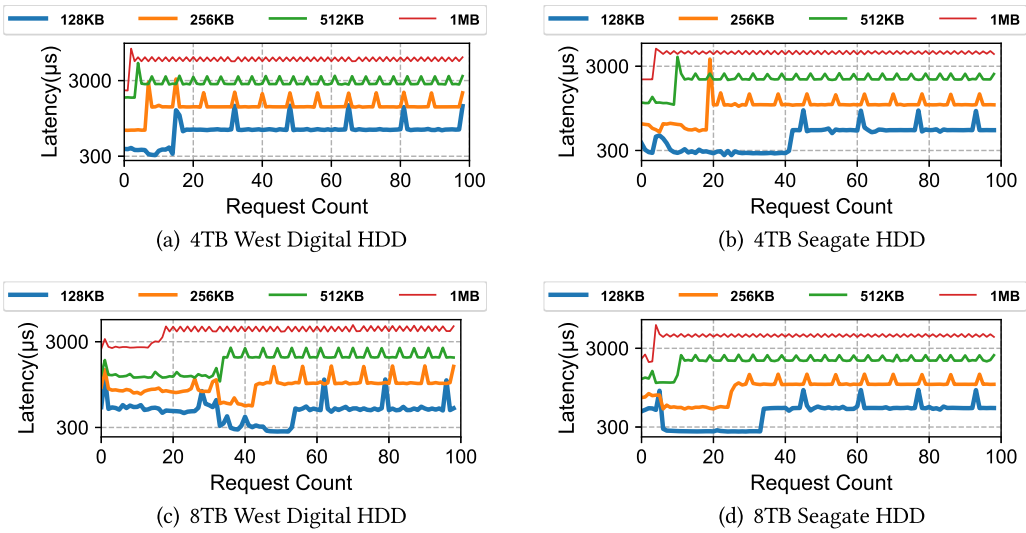 128KB 256KB 512KB 1MB
Latency(μs)
3000
300
0 20 40 60 80 100
Request Count
(a) 4TB West Digital HDD
128KB 256KB 512KB 1MB
Latency(μs)
3000
300
0 20 40 60 80 100
Request Count
(b) 4TB Seagate HDD
128KB 256KB 512KB 1MB
Latency(μs)
3000
300
0 20 40 60 80 100
Request Count
(c) 8TB West Digital HDD
128KB 256KB 512KB 1MB
Latency(μs)
3000
300
0 20 40 60 80 100
Request Count
(d) 8TB Seagate HDD